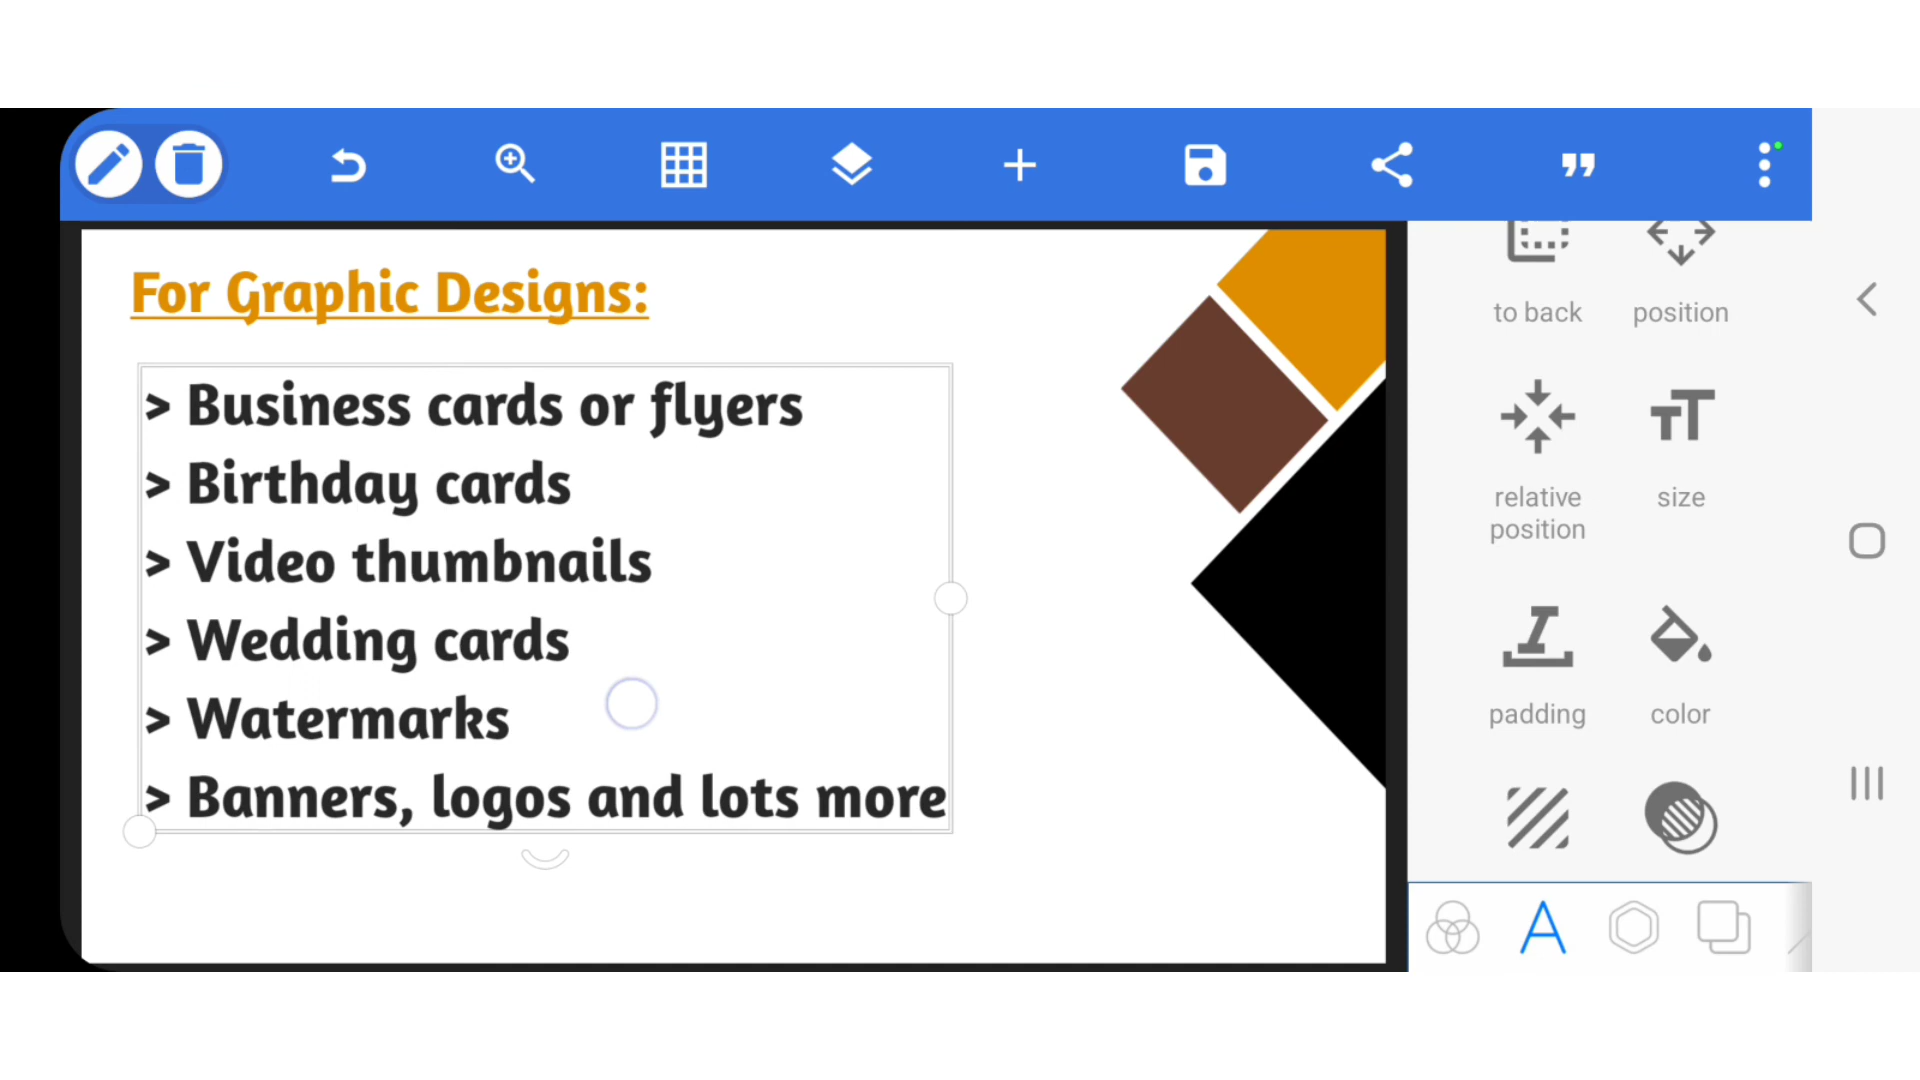 For Graphic Designs:
> Business cards or flyers
> Birthday cards
> Video thumbnails
> Wedding cards
> Watermarks
> Banners, logos and lots more
to back
position
relative position
size
padding
color